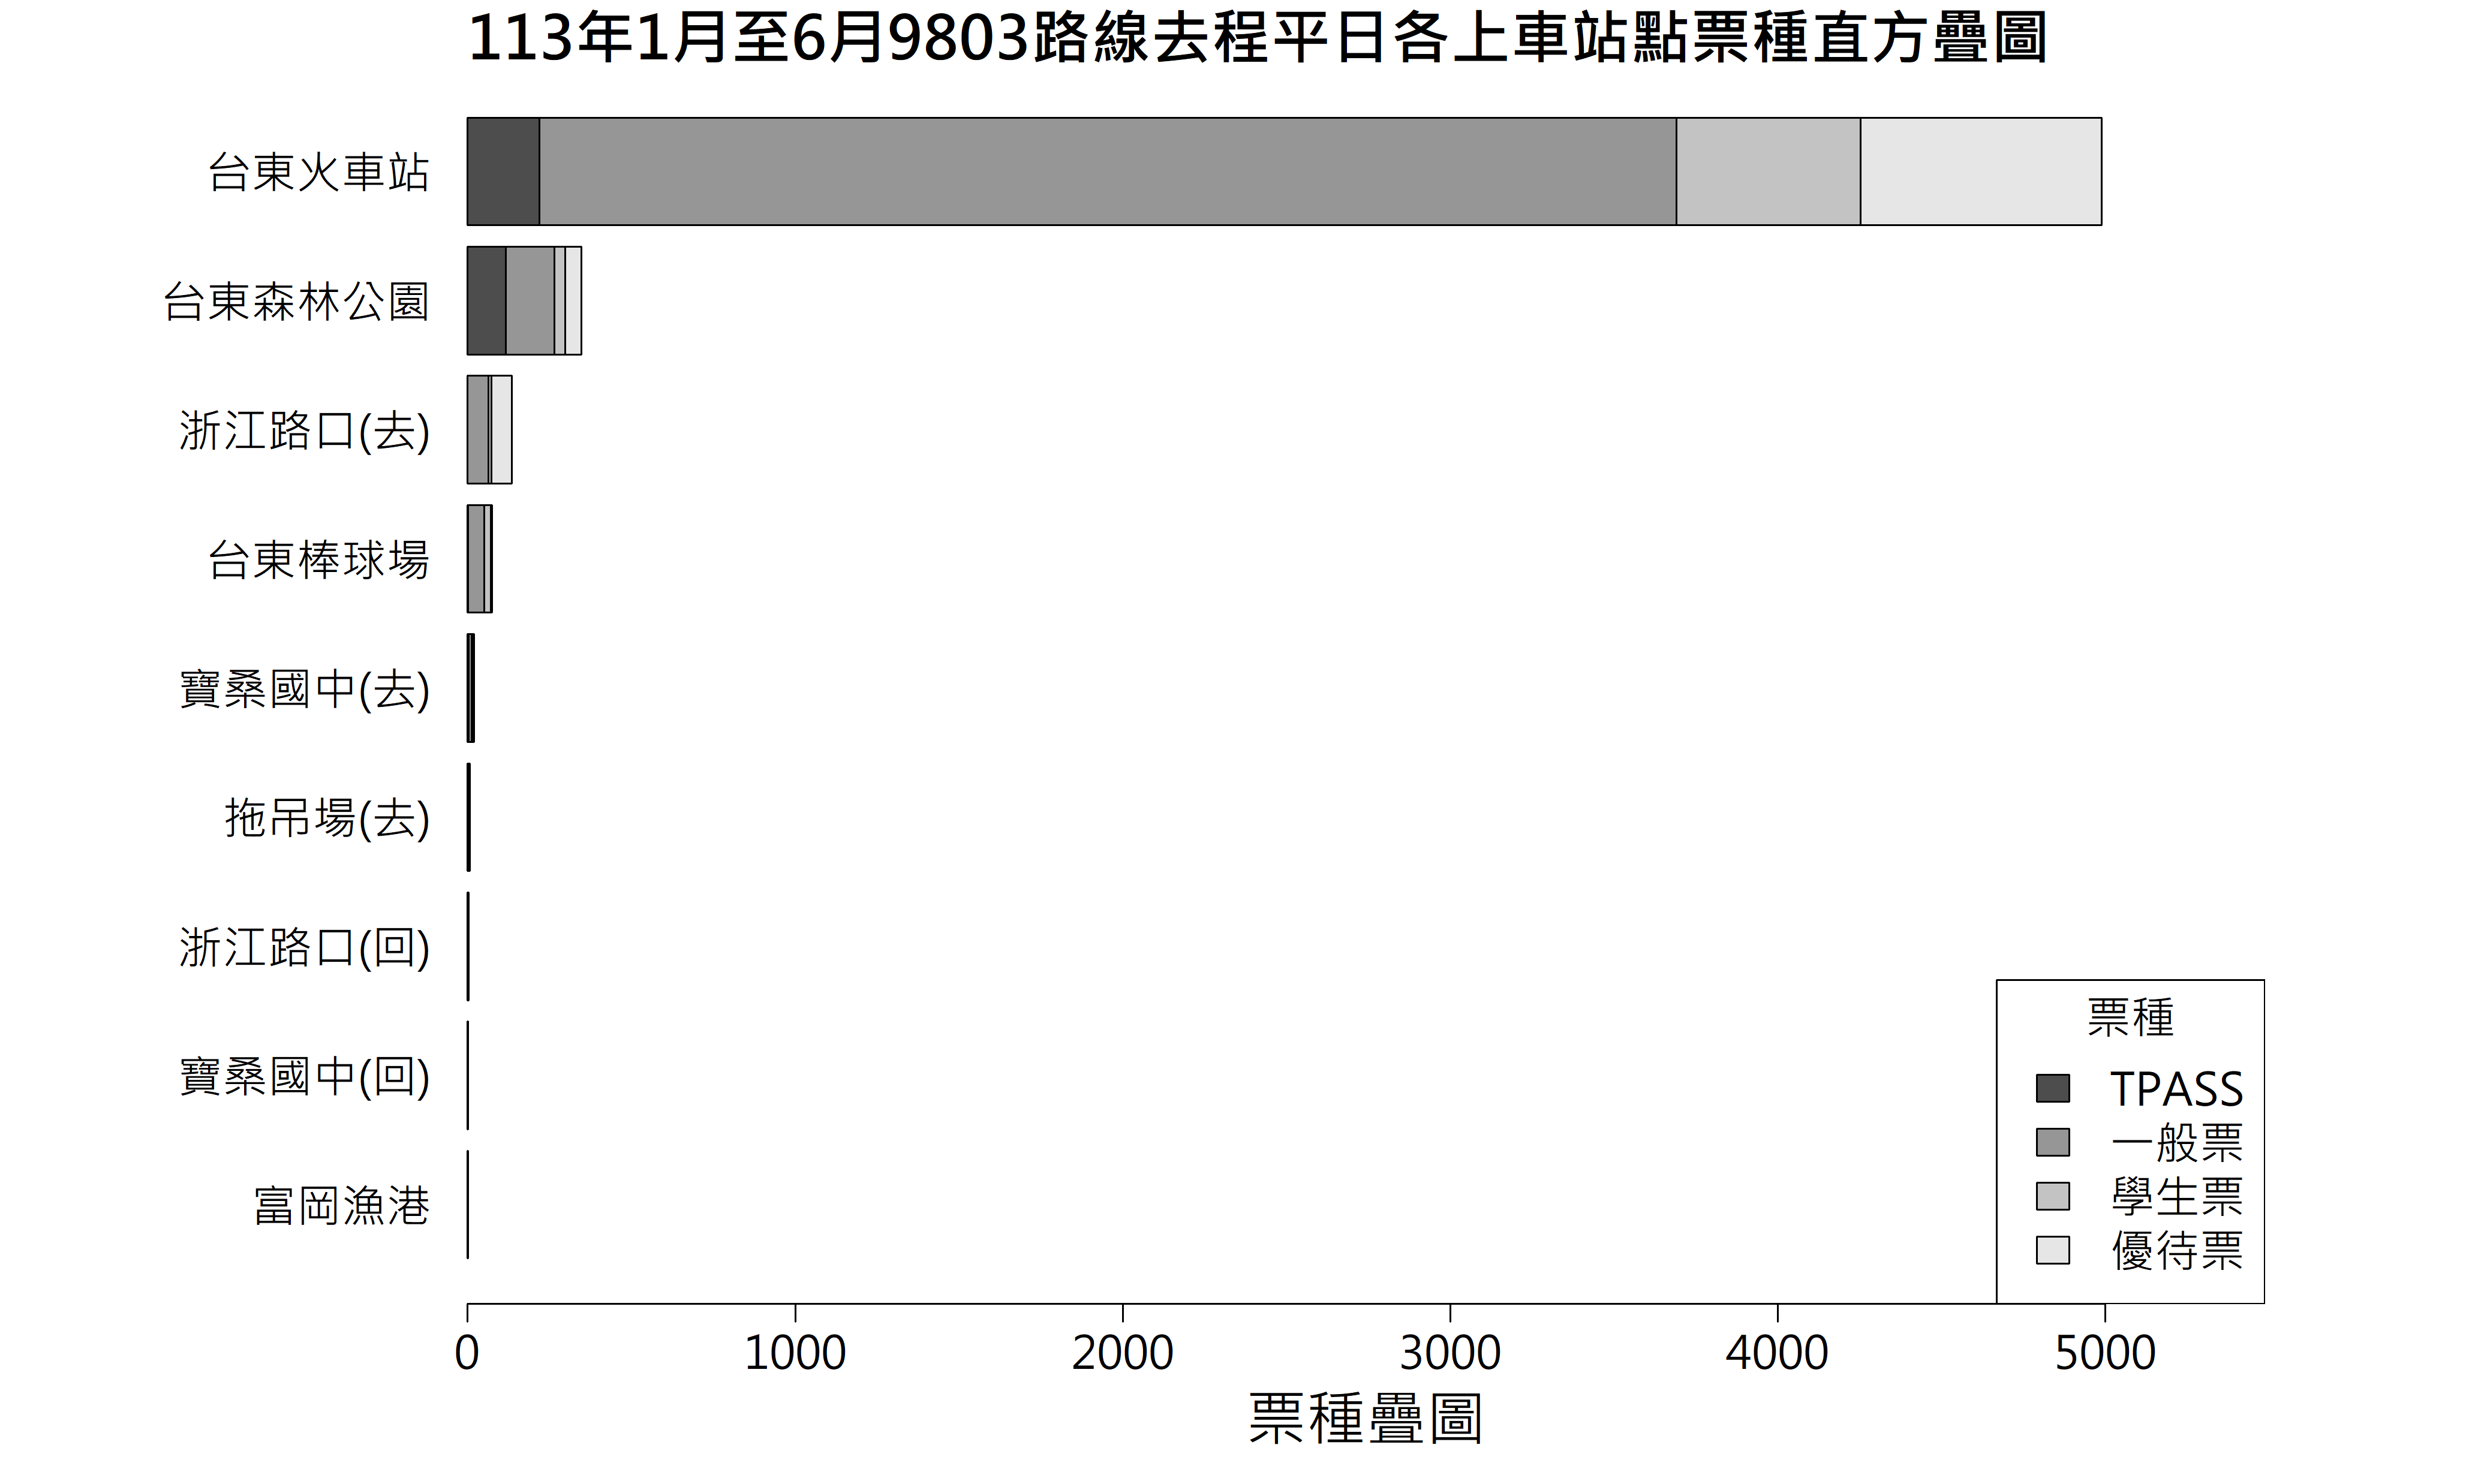 113年1月至6月9803路線去程平日各上車站點票種直方疊圖
台東火車站
台東森林公園
浙江路口(去)
台東棒球場
寶桑國中(去)
拖吊場(去)
浙江路口(回)
寶桑國中(回)
富岡漁港
票種
TPASS
一般票
學生票
優待票
0 1000 2000 3000 4000 5000
票種疊圖